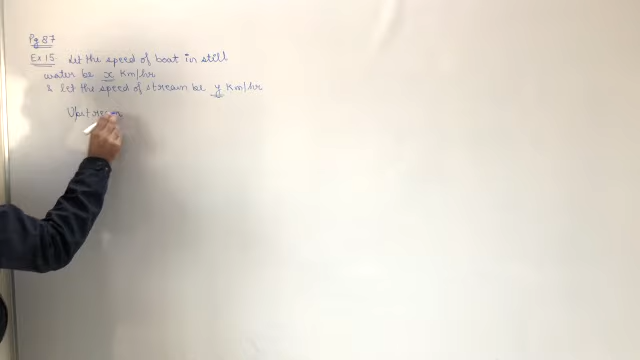 Pg 87
Ex 15. Let the speed of boat in still
water be x Km/hr
& Let the speed of stream be y Km/hr
Upstream